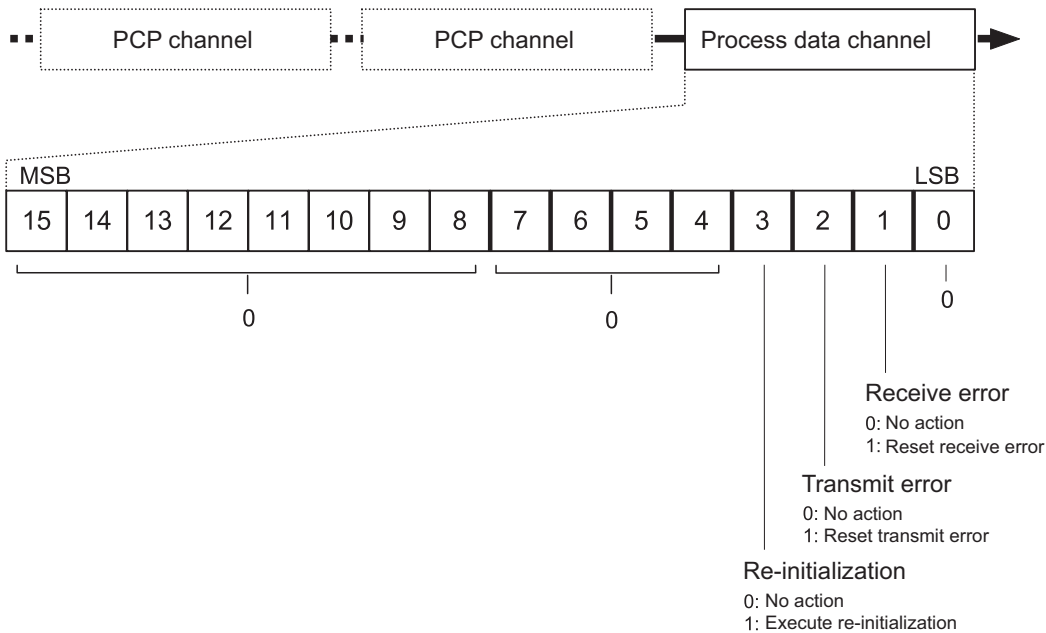 PCP channel PCP channel Process data channel
MSB LSB
15 14 13 12 11 10 9 8 7 6 5 4 3 2 1 0
0 0 0
Receive error
0: No action
1: Reset receive error
Transmit error
0: No action
1: Reset transmit error
Re-initialization
0: No action
1: Execute re-initialization